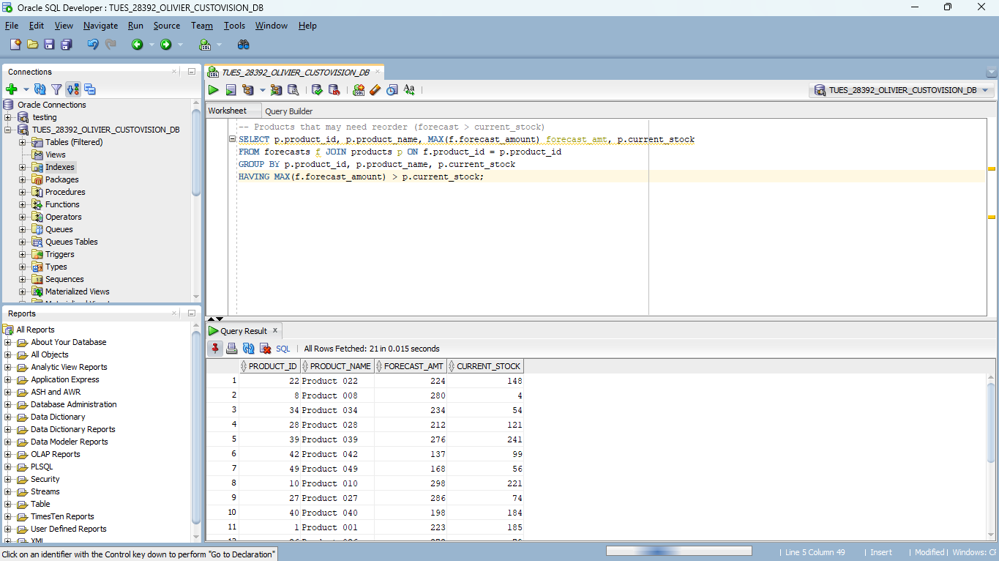 Oracle SQL Developer : TUES_28392_OLIVIER_CUSTOVISION_DB
File Edit View Navigate Run Source Team Tools Window Help
Connections
Oracle Connections
testing
TUES_28392_OLIVIER_CUSTOVISION_DB
Tables (Filtered)
Views
Indexes
Packages
Procedures
Functions
Operators
Queues
Queues Tables
Triggers
Types
Sequences
Materialized Views
Reports
All Reports
About Your Database
All Objects
Analytic View Reports
Application Express
ASH and AWR
Database Administration
Data Dictionary
Data Dictionary Reports
Data Modeler Reports
OLAP Reports
PLSQL
Security
Streams
Table
TimesTen Reports
User Defined Reports
XML
TUES_28392_OLIVIER_CUSTOVISION_DB
TUES_28392_OLIVIER_CUSTOVISION_DB
Worksheet Query Builder
-- Products that may need reorder (forecast > current_stock)
SELECT p.product_id, p.product_name, MAX(f.forecast_amount) forecast_amt, p.current_stock
FROM forecasts f JOIN products p ON f.product_id = p.product_id
GROUP BY p.product_id, p.product_name, p.current_stock
HAVING MAX(f.forecast_amount) > p.current_stock;
Query Result
SQL | All Rows Fetched: 21 in 0.015 seconds
PRODUCT_ID PRODUCT_NAME FORECAST_AMT CURRENT_STOCK
1 22 Product 022 224 148
2 8 Product 008 280 4
3 34 Product 034 234 54
4 28 Product 028 212 121
5 39 Product 039 276 241
6 42 Product 042 137 99
7 49 Product 049 168 56
8 10 Product 010 298 221
9 27 Product 027 286 74
10 40 Product 040 198 184
11 1 Product 001 223 185
Click on an identifier with the Control key down to perform "Go to Declaration"
| Line 5 Column 49 | Insert | Modified | Windows: CF